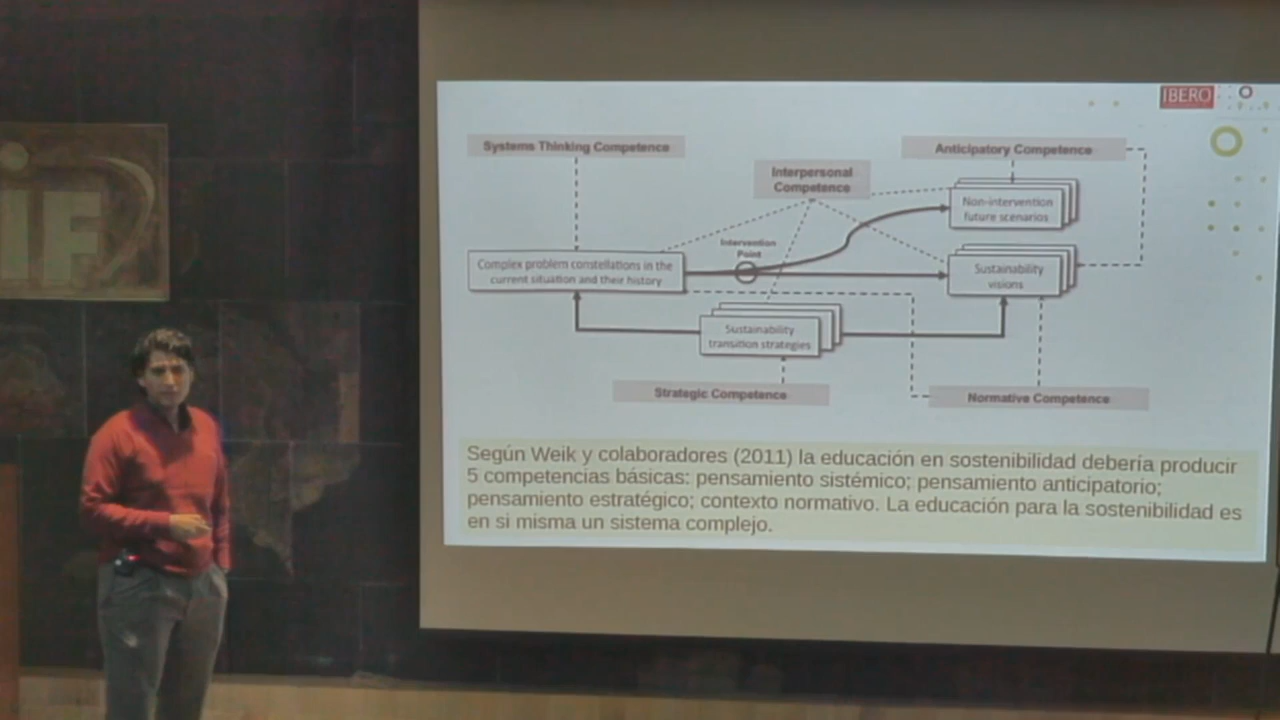 IF
IBERO
Systems Thinking Competence
Anticipatory Competence
Interpersonal
Competence
Non-intervention
future scenarios
Intervention
Point
Complex problem constellations in the
current situation and their history
Sustainability
visions
Sustainability
transition strategies
Strategic Competence
Normative Competence
Según Weik y colaboradores (2011) la educación en sostenibilidad debería producir
5 competencias básicas: pensamiento sistémico; pensamiento anticipatorio;
pensamiento estratégico; contexto normativo. La educación para la sostenibilidad es
en si misma un sistema complejo.